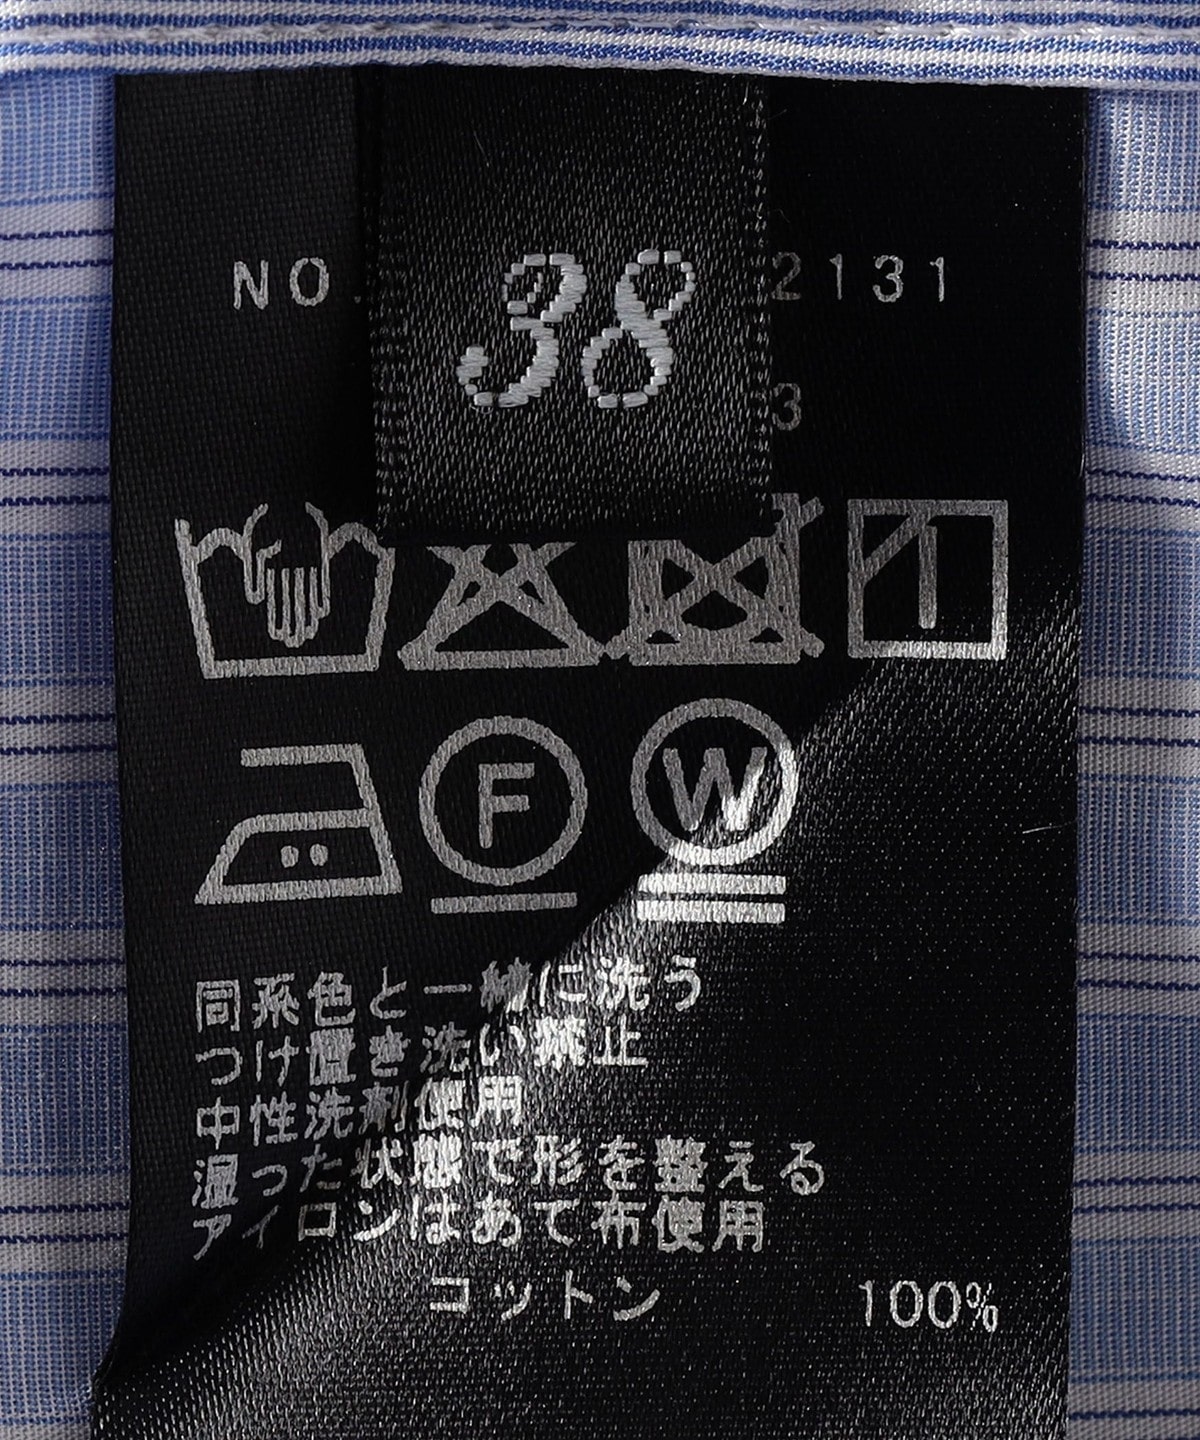 NO. 2131
38
3
F
W
同系色と一緒に洗う
つけ置き洗い禁止
中性洗剤使用
湿った状態で形を整える
アイロンはあて布使用
コットン 100%